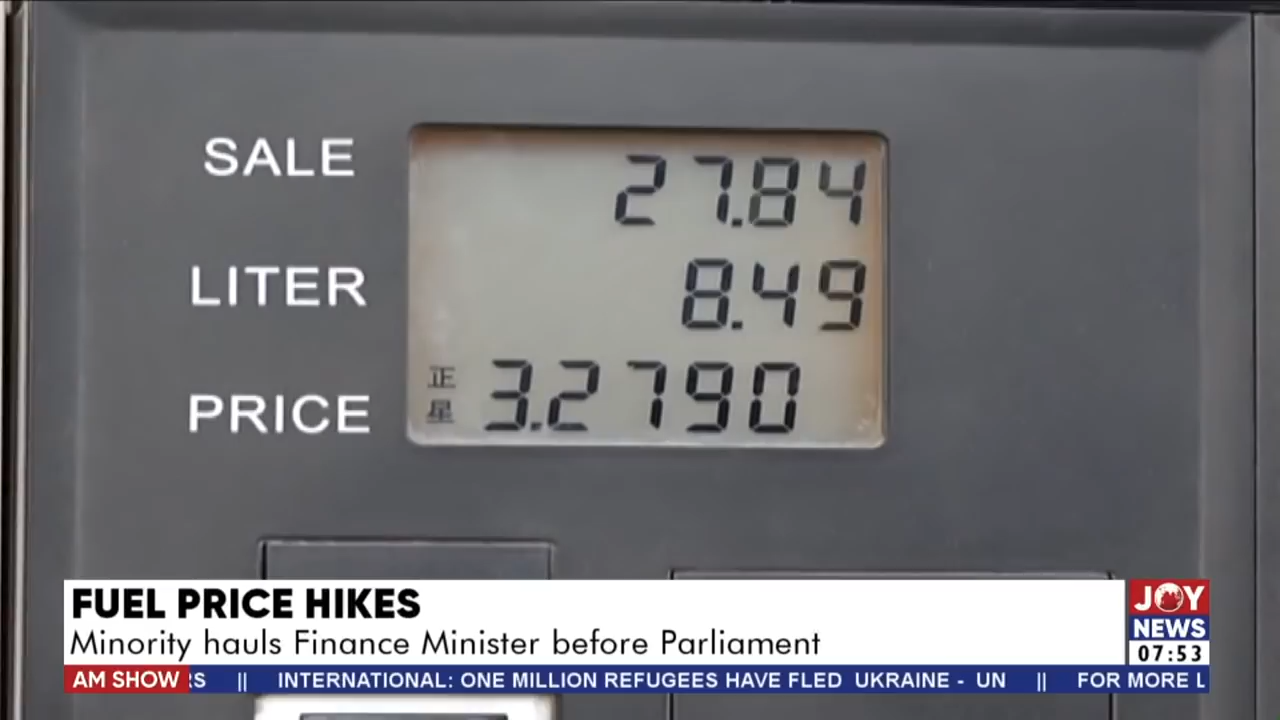 SALE 27.84
LITER 8.49
正星
PRICE 3.2790
FUEL PRICE HIKES
Minority hauls Finance Minister before Parliament
JOY
NEWS
07:53
AM SHOW RS || INTERNATIONAL: ONE MILLION REFUGEES HAVE FLED UKRAINE - UN || FOR MORE L